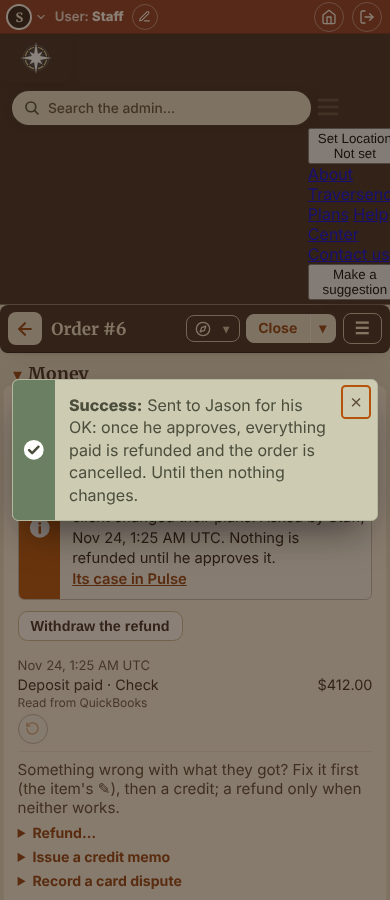 S
User: Staff
Search the admin...
Set Location
Not set
About
Traversend
Plans Help
Center
Contact us
Make a
suggestion
Order #6
Close
▼ Money
Success: Sent to Jason for his
OK: once he approves, everything
paid is refunded and the order is
cancelled. Until then nothing
changes.
Nov 24, 1:25 AM UTC. Nothing is
refunded until he approves it.
Its case in Pulse
Withdraw the refund
Nov 24, 1:25 AM UTC
Deposit paid · Check $412.00
Read from QuickBooks
Something wrong with what they got? Fix it first
(the item's ✎), then a credit; a refund only when
neither works.
▶ Refund...
▶ Issue a credit memo
▶ Record a card dispute